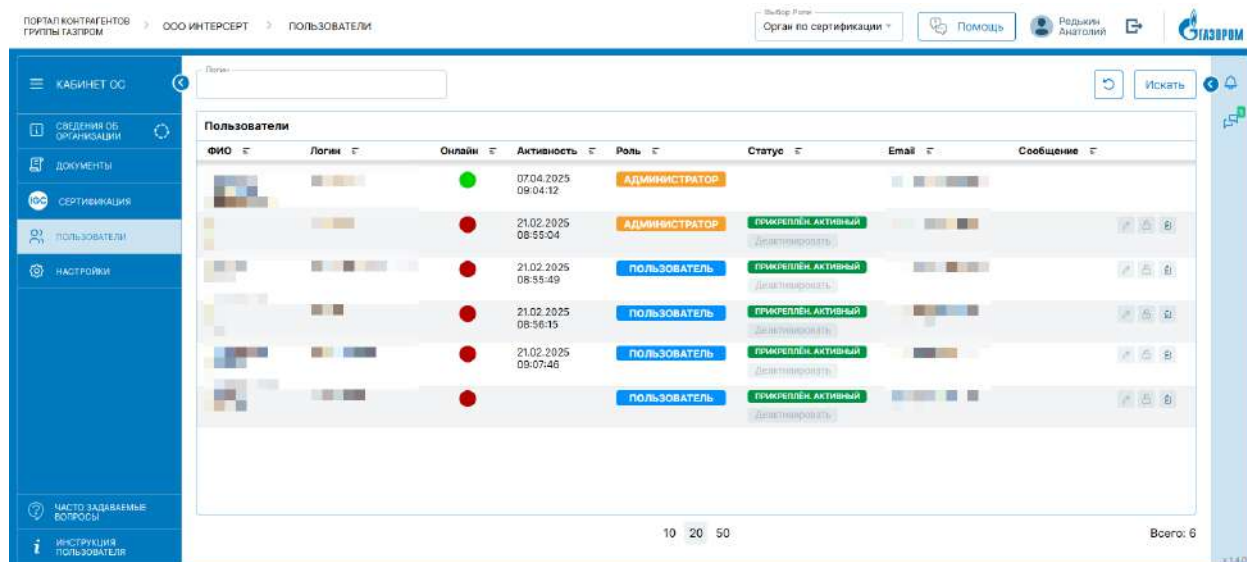 ПОРТАЛ КОНТРАГЕНТОВ
ГРУППЫ ГАЗПРОМ
ООО ИНТЕРСЕРТ
ПОЛЬЗОВАТЕЛИ
Выбор Роли
Орган по сертификации
Помощь
Редькин
Анатолий
ГАЗПРОМ
КАБИНЕТ ОС
Логин
Искать
СВЕДЕНИЯ ОБ
ОРГАНИЗАЦИИ
ДОКУМЕНТЫ
IGC СЕРТИФИКАЦИЯ
ПОЛЬЗОВАТЕЛИ
НАСТРОЙКИ
Пользователи
ФИО Логин Онлайн Активность Роль Статус Email Сообщение
07.04.2025
09:04:12
АДМИНИСТРАТОР
21.02.2025
08:55:04
АДМИНИСТРАТОР
ПРИКРЕПЛЁН. АКТИВНЫЙ
Деактивировать
21.02.2025
08:55:49
ПОЛЬЗОВАТЕЛЬ
ПРИКРЕПЛЁН. АКТИВНЫЙ
Деактивировать
21.02.2025
08:56:15
ПОЛЬЗОВАТЕЛЬ
ПРИКРЕПЛЁН. АКТИВНЫЙ
Деактивировать
21.02.2025
09:07:46
ПОЛЬЗОВАТЕЛЬ
ПРИКРЕПЛЁН. АКТИВНЫЙ
Деактивировать
ПОЛЬЗОВАТЕЛЬ
ПРИКРЕПЛЁН. АКТИВНЫЙ
Деактивировать
ЧАСТО ЗАДАВАЕМЫЕ
ВОПРОСЫ
ИНСТРУКЦИЯ
ПОЛЬЗОВАТЕЛЯ
10 20 50
Всего: 6